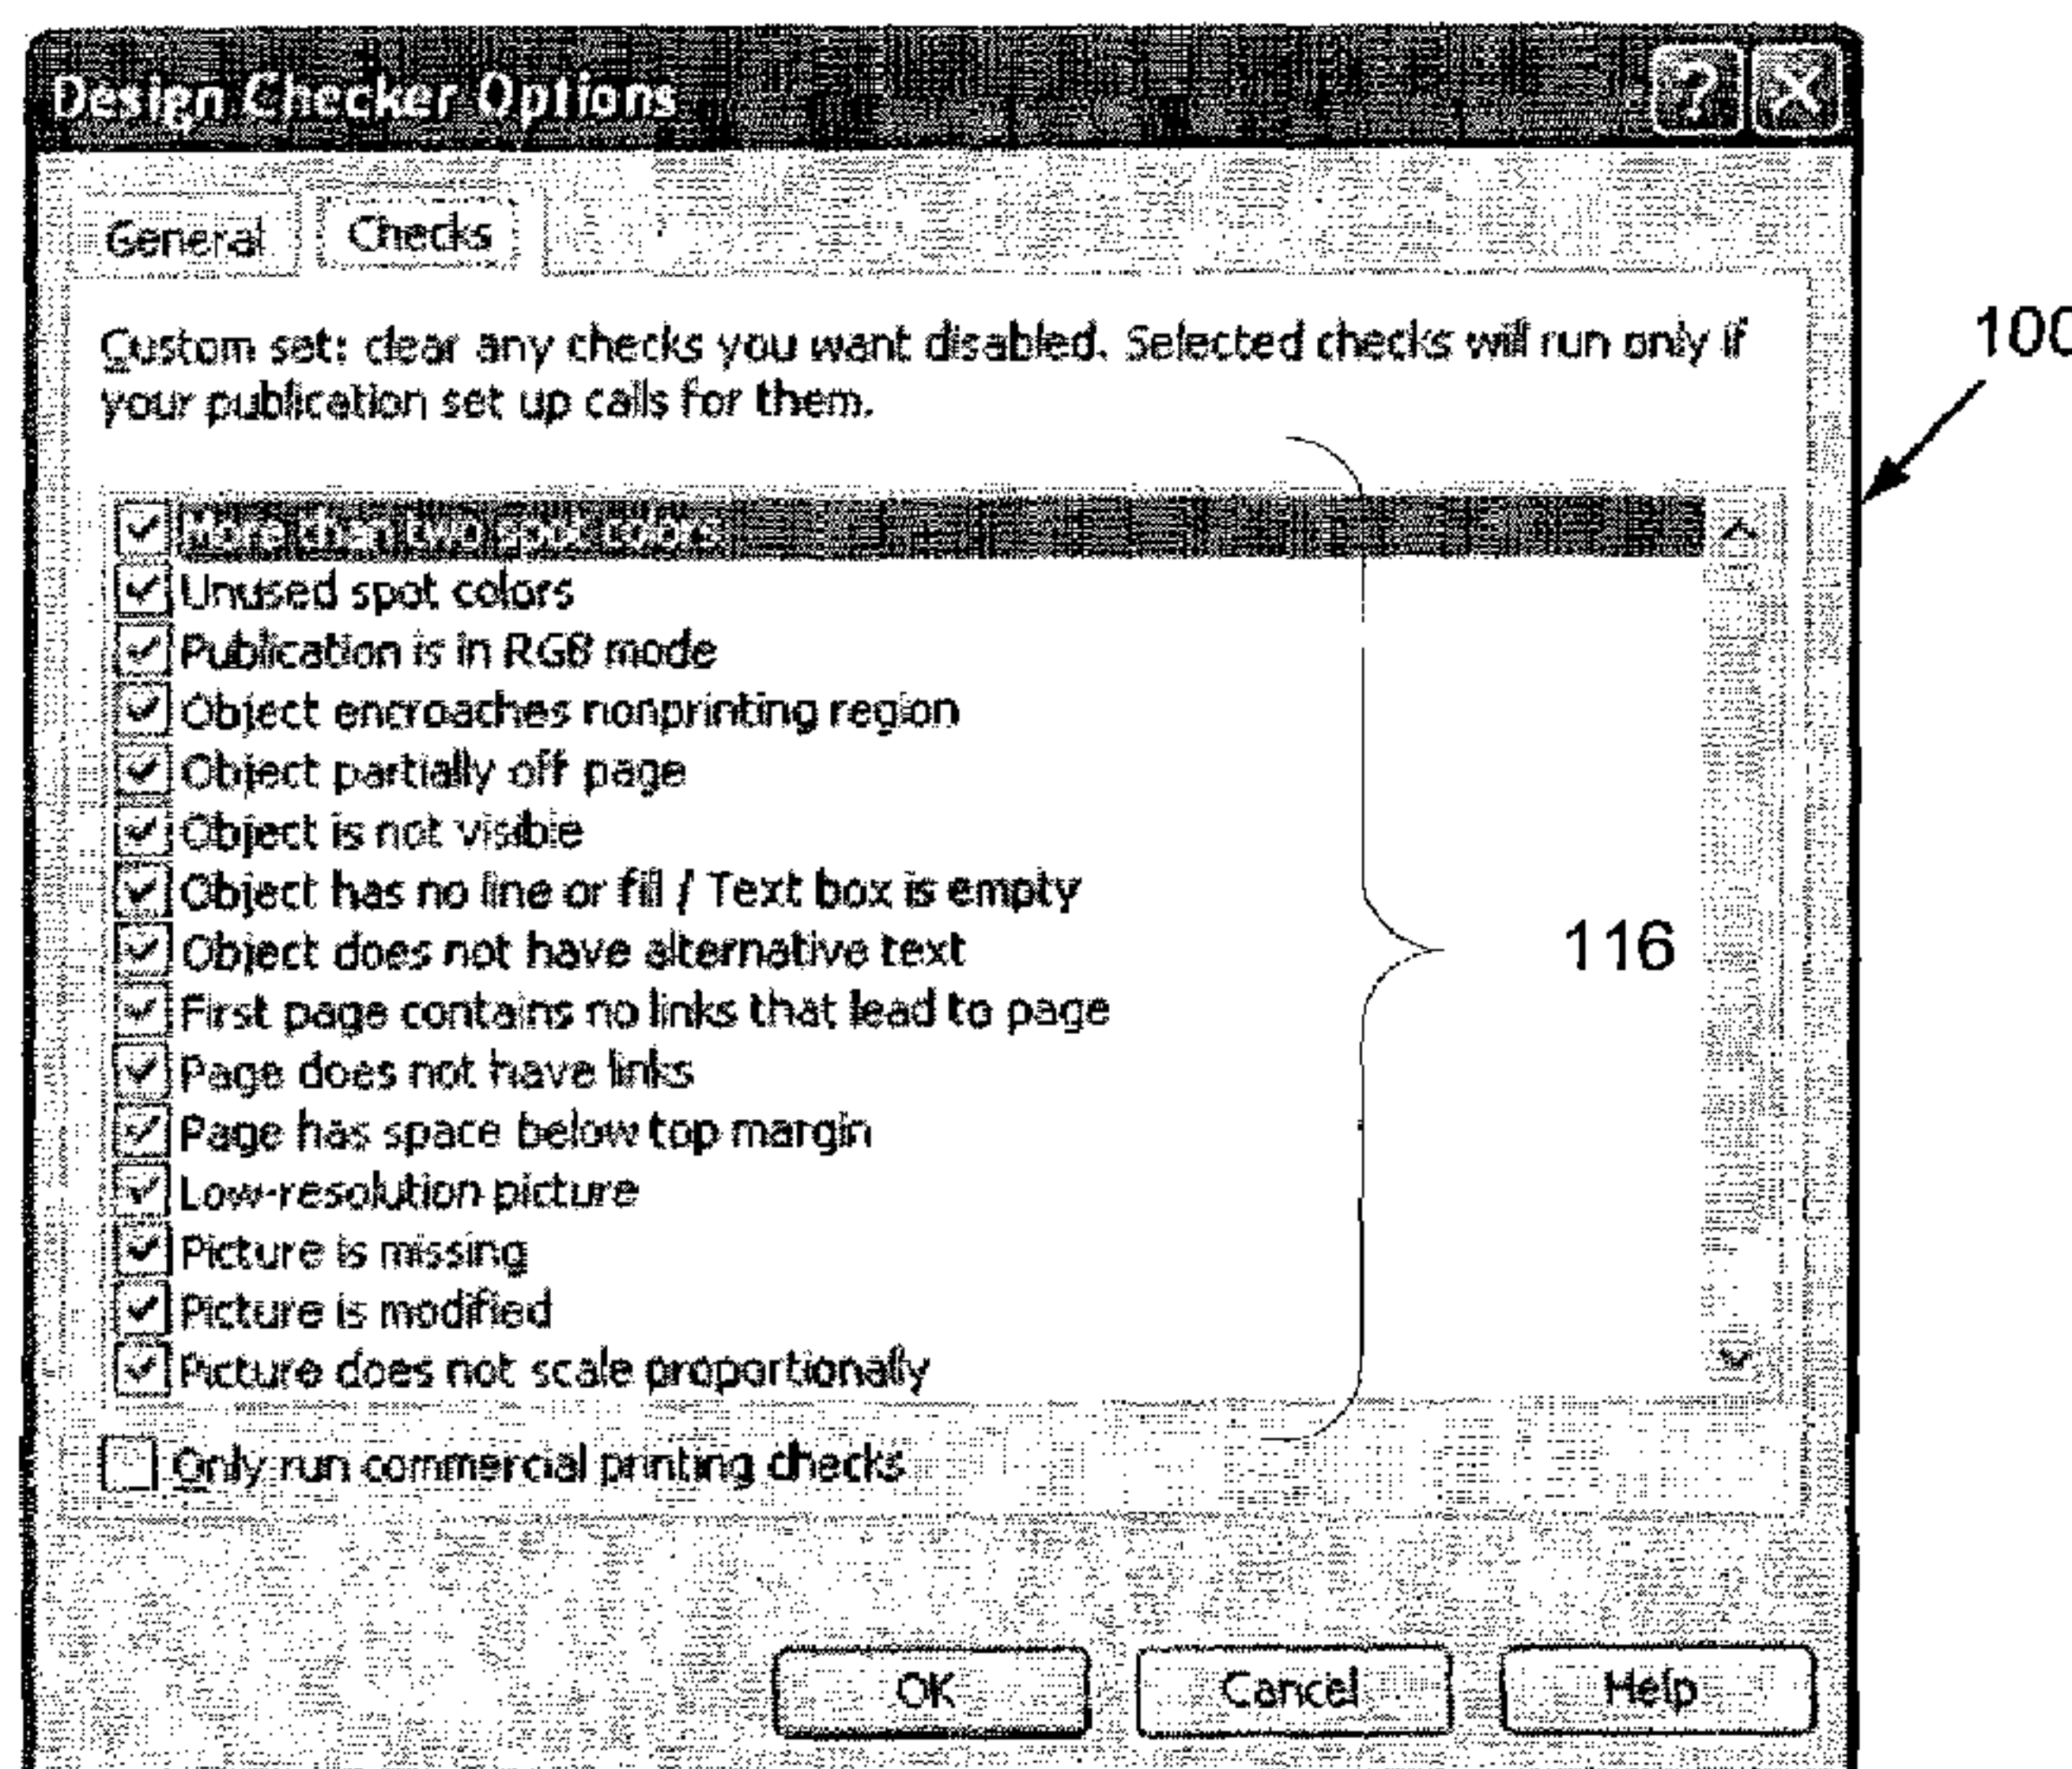 Design Checker Options
? X
General Checks
Custom set: clear any checks you want disabled. Selected checks will run only if
your publication set up calls for them.
100
More than two spot colors
Unused spot colors
Publication is in RGB mode
Object encroaches nonprinting region
Object partially off page
Object is not visible
Object has no line or fill / Text box is empty
Object does not have alternative text
116
First page contains no links that lead to page
Page does not have links
Page has space below top margin
Low-resolution picture
Picture is missing
Picture is modified
Picture does not scale proportionally
Only run commercial printing checks
OK Cancel Help